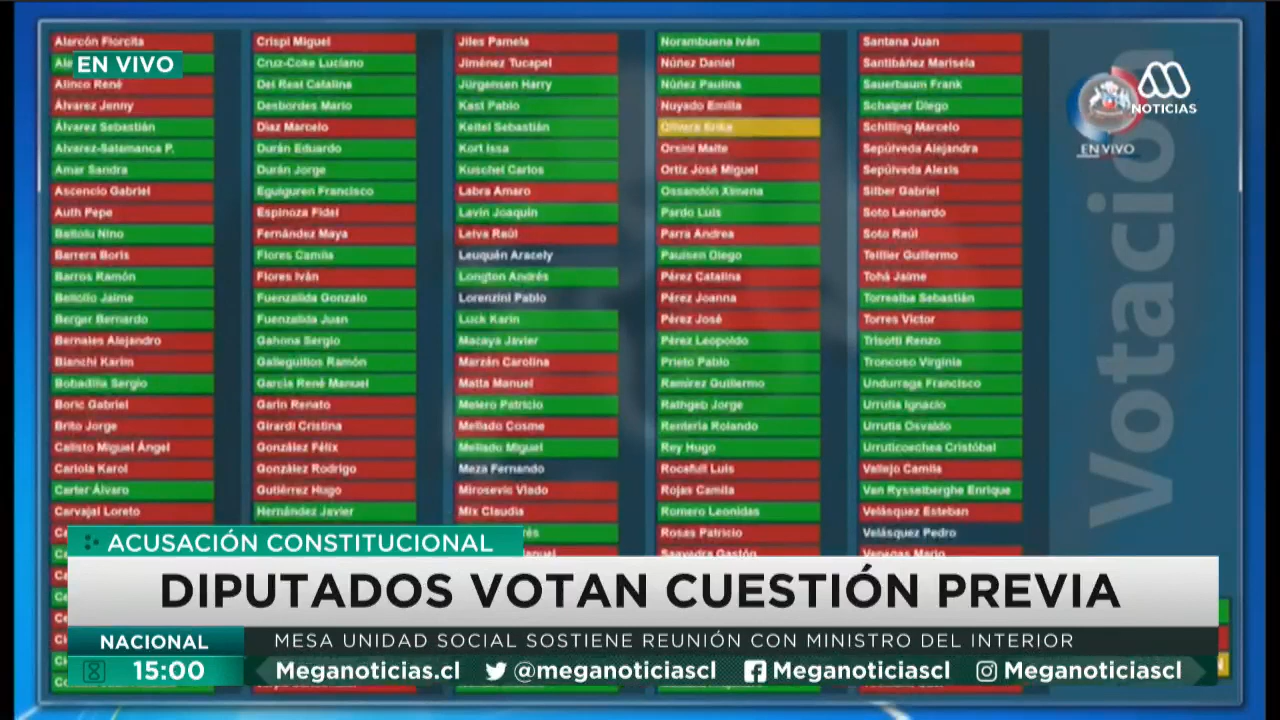 Alarcón Florcita
EN VIVO
Alinco René
Álvarez Jenny
Álvarez Sebastián
Alvarez-Salamanca P.
Amar Sandra
Ascencio Gabriel
Auth Pepe
Baltolu Nino
Barrera Boris
Barros Ramón
Bellolio Jaime
Berger Bernardo
Bernales Alejandro
Bianchi Karim
Bobadilla Sergio
Boric Gabriel
Brito Jorge
Calisto Miguel Ángel
Cariola Karol
Carter Álvaro
Carvajal Loreto
Crispi Miguel
Cruz-Coke Luciano
Del Real Catalina
Desbordes Mario
Díaz Marcelo
Durán Eduardo
Durán Jorge
Eguiguren Francisco
Espinoza Fidel
Fernández Maya
Flores Camila
Flores Iván
Fuenzalida Gonzalo
Fuenzalida Juan
Gahona Sergio
Galleguillos Ramón
García René Manuel
Garín Renato
Girardi Cristina
González Félix
González Rodrigo
Gutiérrez Hugo
Hernández Javier
Jiles Pamela
Jiménez Tucapel
Jürgensen Harry
Kast Pablo
Keitel Sebastián
Kort Issa
Kuschel Carlos
Labra Amaro
Lavín Joaquín
Leiva Raúl
Leuquén Aracely
Longton Andrés
Lorenzini Pablo
Luck Karin
Macaya Javier
Marzán Carolina
Matta Manuel
Melero Patricio
Mellado Cosme
Mellado Miguel
Meza Fernando
Mirosevic Vlado
Mix Claudia
Norambuena Iván
Núñez Daniel
Núñez Paulina
Nuyado Emilia
Olivera Erika
Orsini Maite
Ortiz José Miguel
Ossandón Ximena
Pardo Luis
Parra Andrea
Paulsen Diego
Pérez Catalina
Pérez Joanna
Pérez José
Pérez Leopoldo
Prieto Pablo
Ramírez Guillermo
Rathgeb Jorge
Rentería Rolando
Rey Hugo
Rocafull Luis
Rojas Camila
Romero Leonidas
Rosas Patricio
Saavedra Gastón
Santana Juan
Santibáñez Marisela
Sauerbaum Frank
Schalper Diego
Schilling Marcelo
Sepúlveda Alejandra
Sepúlveda Alexis
Silber Gabriel
Soto Leonardo
Soto Raúl
Teillier Guillermo
Tohá Jaime
Torrealba Sebastián
Torres Víctor
Trisotti Renzo
Troncoso Virginia
Undurraga Francisco
Urrutia Ignacio
Urrutia Osvaldo
Urruticoechea Cristóbal
Vallejo Camila
Van Rysselberghe Enrique
Velásquez Esteban
Velásquez Pedro
Venegas Mario
Votación
NOTICIAS
EN VIVO
ACUSACIÓN CONSTITUCIONAL
DIPUTADOS VOTAN CUESTIÓN PREVIA
NACIONAL
MESA UNIDAD SOCIAL SOSTIENE REUNIÓN CON MINISTRO DEL INTERIOR
15:00
Meganoticias.cl
@meganoticiascl
Meganoticiascl
Meganoticiascl